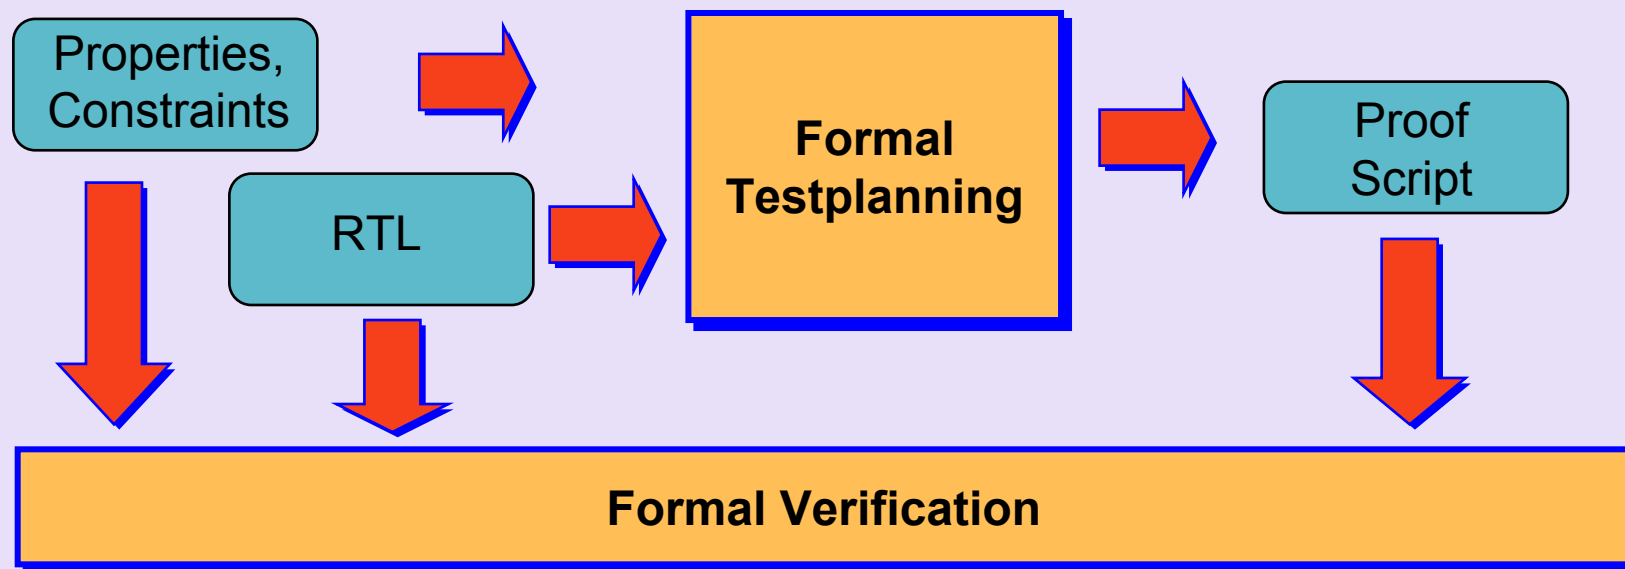 Properties,
Constraints
RTL
Formal
Testplanning
Proof
Script
Formal Verification